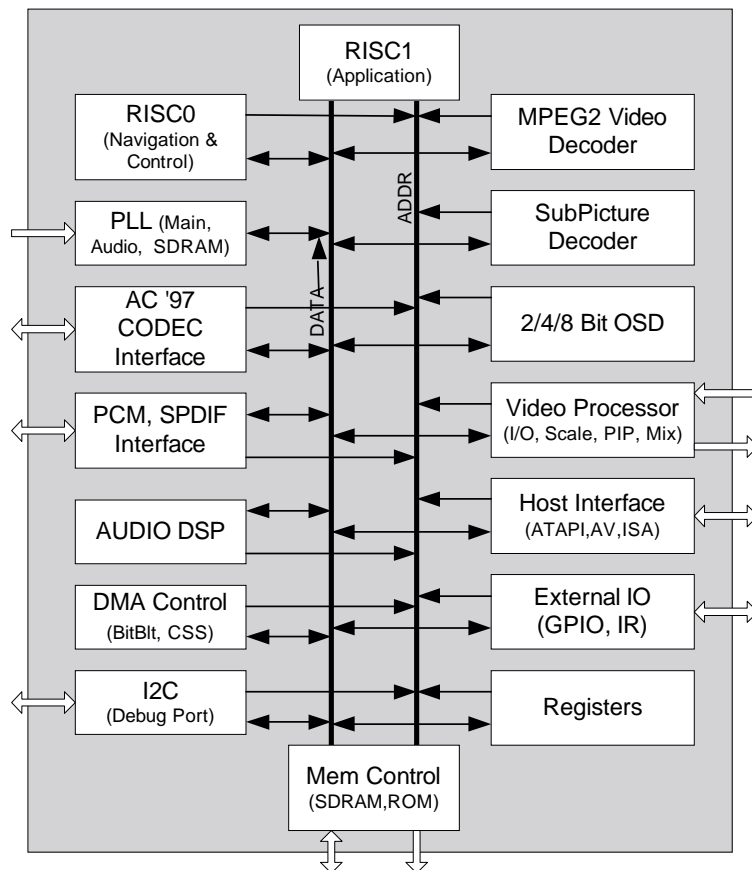 RISC1
(Application)
RISC0
(Navigation &
Control)
MPEG2 Video
Decoder
ADDR
PLL (Main,
Audio, SDRAM)
SubPicture
Decoder
DATA
AC '97
CODEC
Interface
2/4/8 Bit OSD
PCM, SPDIF
Interface
Video Processor
(I/O, Scale, PIP, Mix)
AUDIO DSP
Host Interface
(ATAPI,AV,ISA)
DMA Control
(BitBlt, CSS)
External IO
(GPIO, IR)
I2C
(Debug Port)
Registers
Mem Control
(SDRAM,ROM)